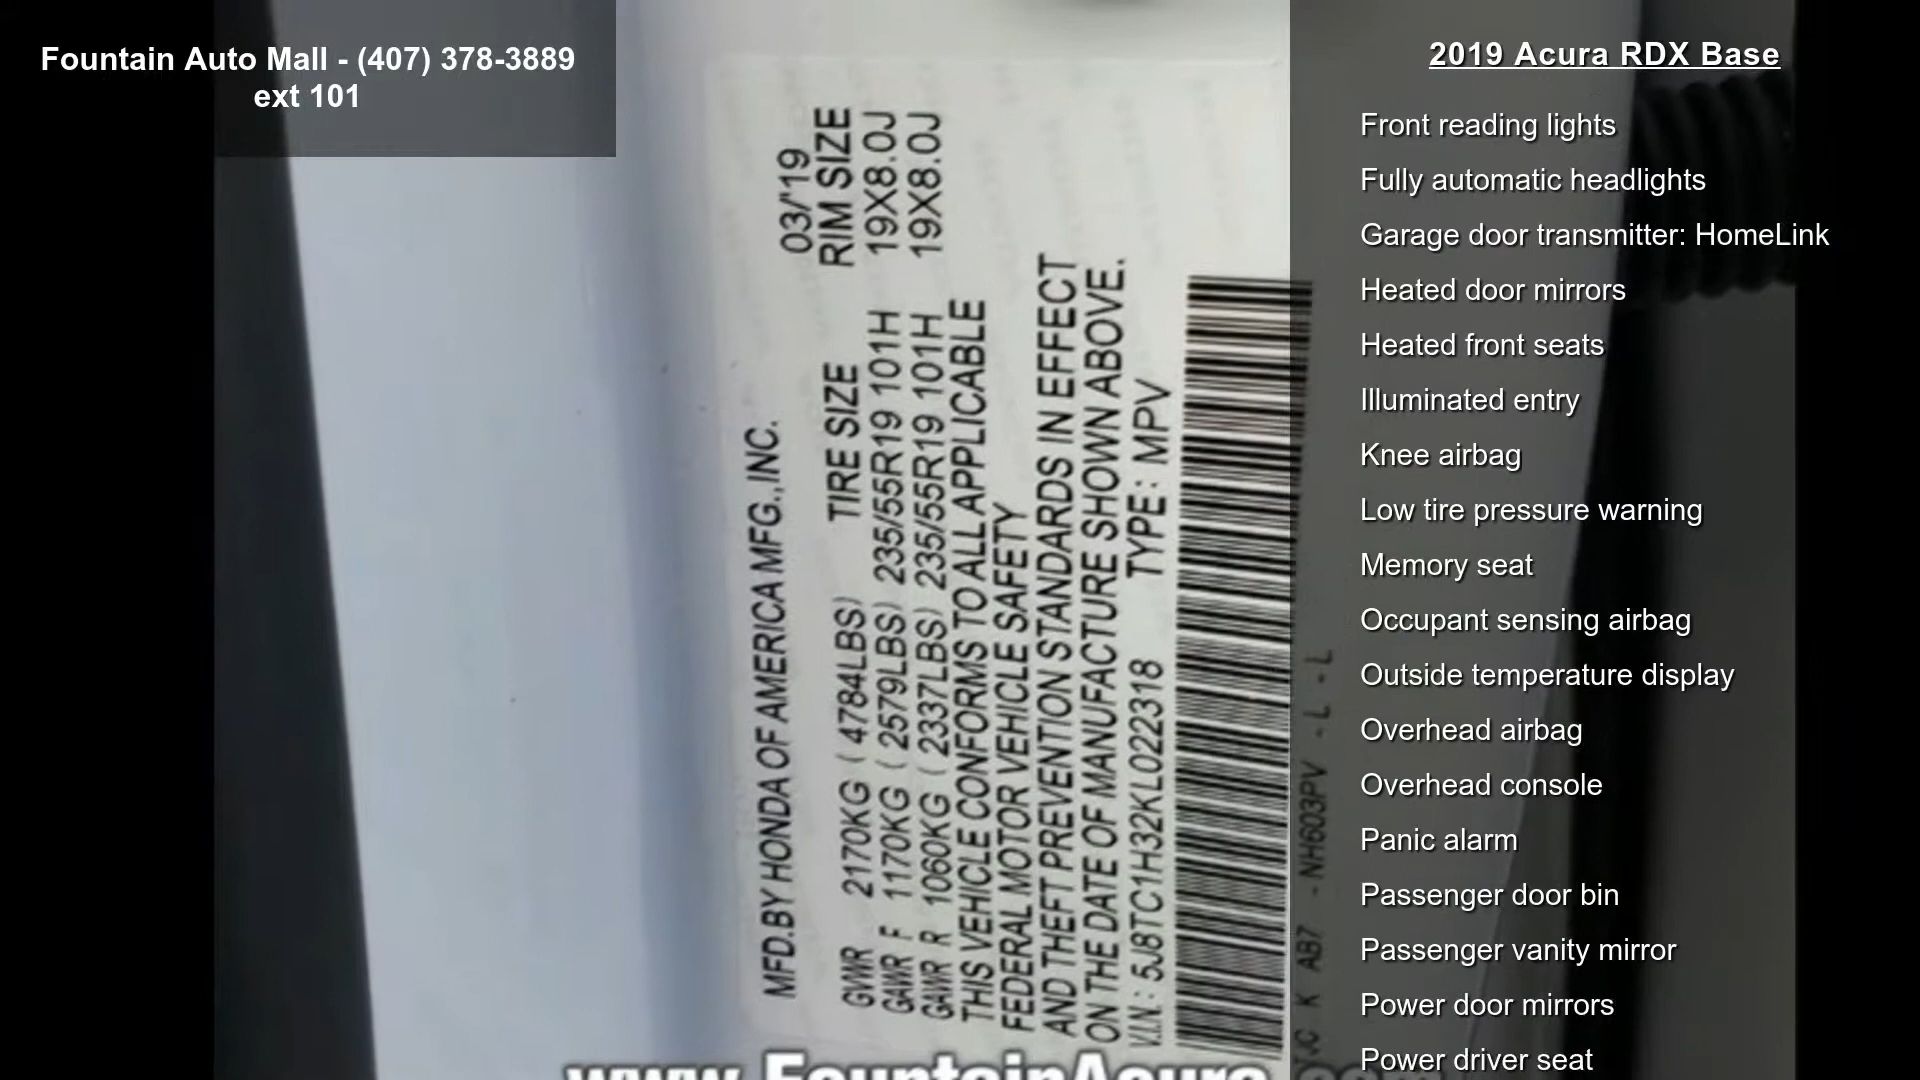 Fountain Auto Mall - (407) 378-3889
ext 101
MFD.BY HONDA OF AMERICA MFG.,INC.
03/'19
TIRE SIZE RIM SIZE
GVWR 2170KG ( 4784LBS)
GAWR F 1170KG ( 2579LBS) 235/55R19 101H 19X8.0J
GAWR R 1060KG ( 2337LBS) 235/55R19 101H 19X8.0J
THIS VEHICLE CONFORMS TO ALL APPLICABLE
FEDERAL MOTOR VEHICLE SAFETY
AND THEFT PREVENTION STANDARDS IN EFFECT
ON THE DATE OF MANUFACTURE SHOWN ABOVE.
V.I.N.: 5J8TC1H32KL022318 TYPE: MPV
K AB7 - NH603PV - L - L
2019 Acura RDX Base
Front reading lights
Fully automatic headlights
Garage door transmitter: HomeLink
Heated door mirrors
Heated front seats
Illuminated entry
Knee airbag
Low tire pressure warning
Memory seat
Occupant sensing airbag
Outside temperature display
Overhead airbag
Overhead console
Panic alarm
Passenger door bin
Passenger vanity mirror
Power door mirrors
Power driver seat
www.FountainAcura.com